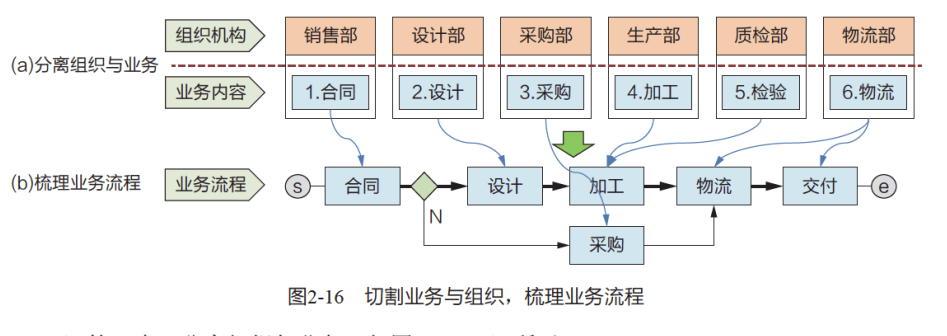 组织机构 销售部 设计部 采购部 生产部 质检部 物流部
(a)分离组织与业务
业务内容 1.合同 2.设计 3.采购 4.加工 5.检验 6.物流
(b)梳理业务流程 业务流程 s 合同 设计 加工 物流 交付 e
N
采购
图2-16 切割业务与组织，梳理业务流程